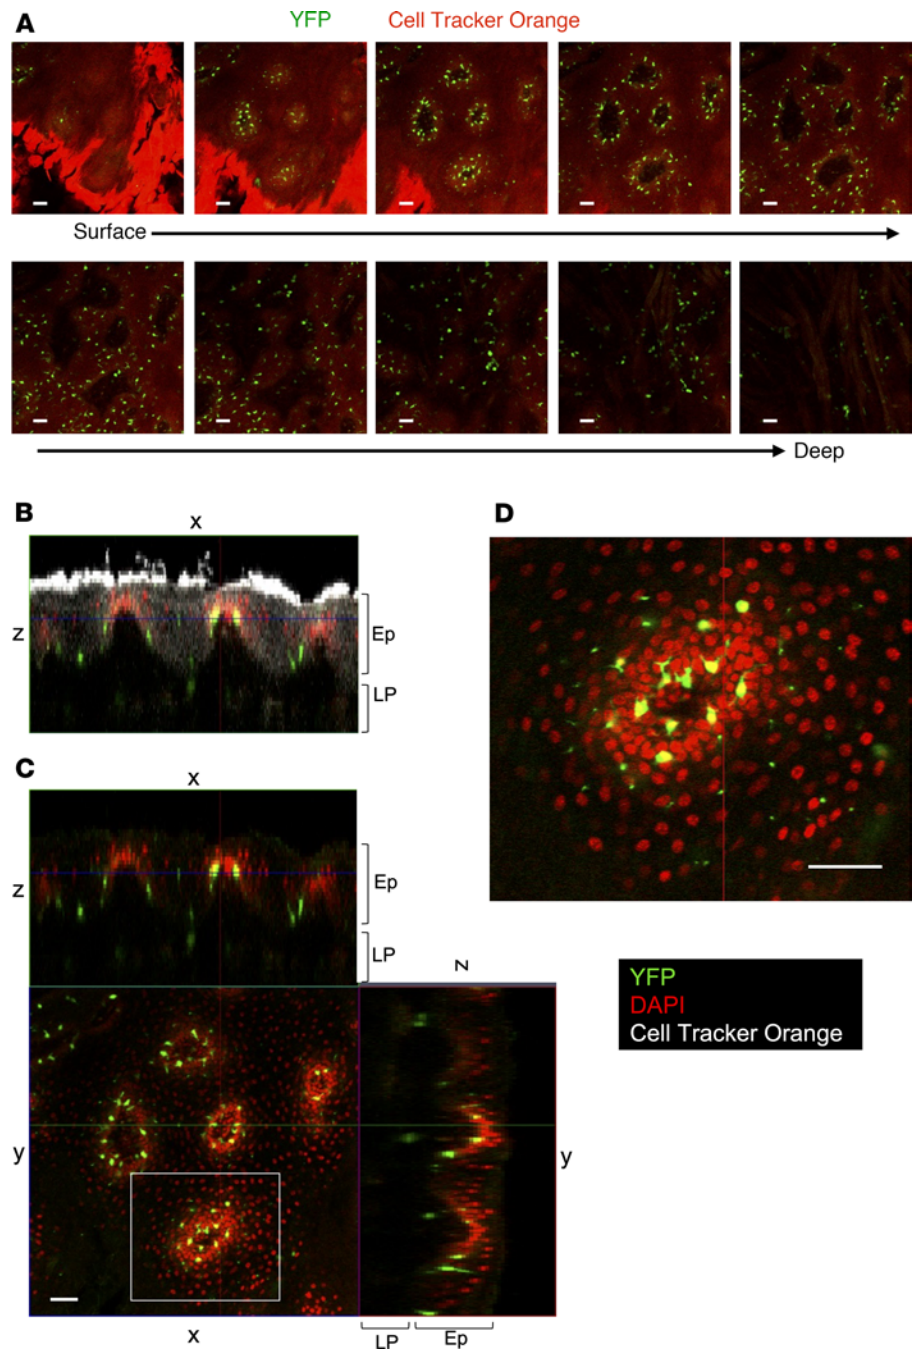 A
YFP Cell Tracker Orange
Surface
Deep
B
x
z
Ep
LP
C
x
z
Ep
LP
z
y
y
x
LP Ep
D
YFP
DAPI
Cell Tracker Orange